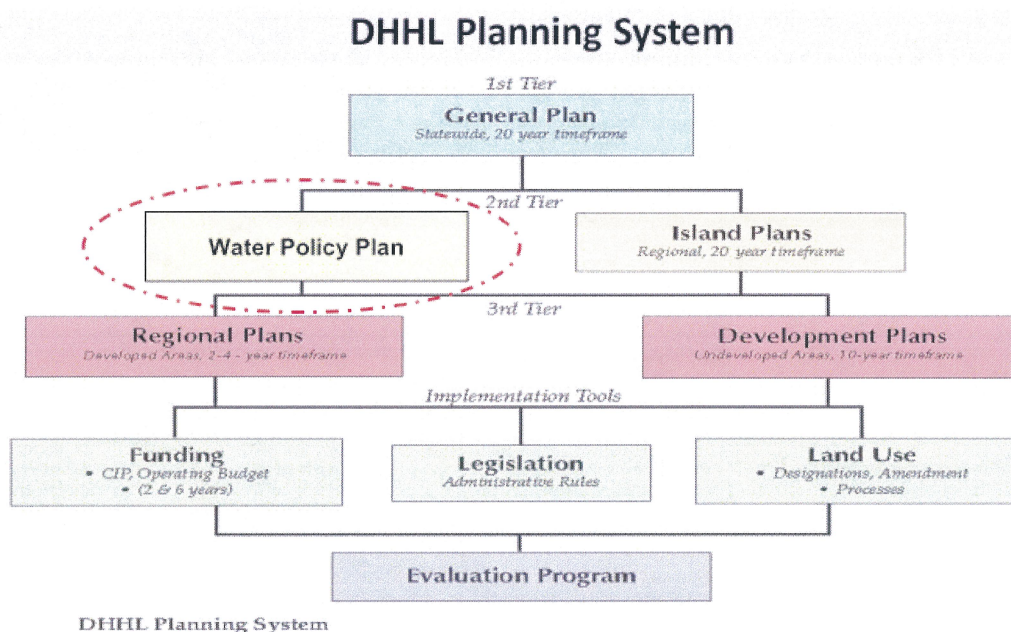 DHHL Planning System
1st Tier
General Plan
Statewide, 20 year timeframe
2nd Tier
Water Policy Plan
Island Plans
Regional, 20 year timeframe
3rd Tier
Regional Plans
Developed Areas, 2-4 - year timeframe
Development Plans
Undeveloped Areas, 10-year timeframe
Implementation Tools
Funding
• CIP, Operating Budget
• (2 & 6 years)
Legislation
Administrative Rules
Land Use
• Designations, Amendment
• Processes
Evaluation Program
DHHL Planning System